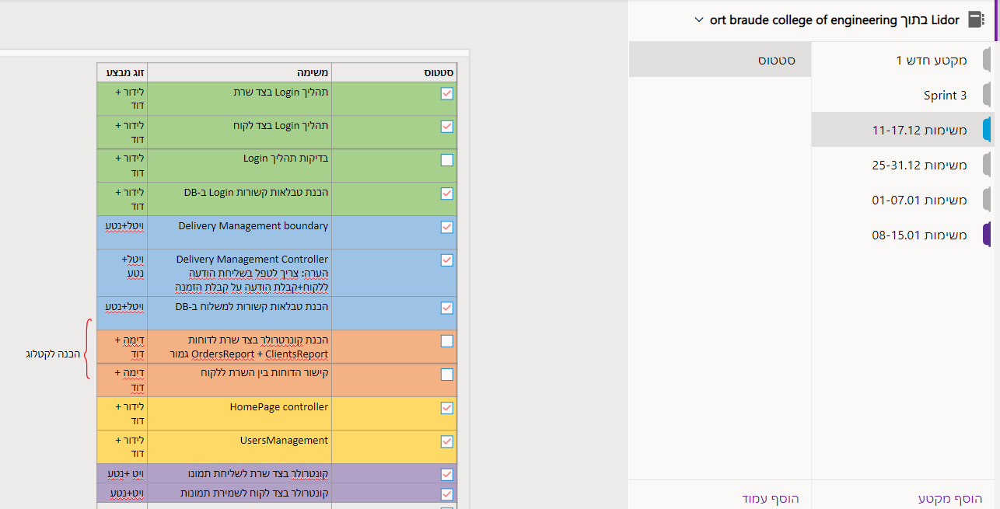 Lidor בתוך ort braude college of engineering
מקטע חדש 1
Sprint 3
משימות 11-17.12
משימות 25-31.12
משימות 01-07.01
משימות 08-15.01
הוסף מקטע
סטטוס
הוסף עמוד
סטטוס משימה זוג מבצע
תהליך Login בצד שרת לידור +
דוד
תהליך Login בצד לקוח לידור +
דוד
בדיקות תהליך Login לידור +
דוד
הכנת טבלאות קשורות Login ב-DB לידור +
דוד
Delivery Management boundary ויטל+נטע
Delivery Management Controller ויטל+
הערה: צריך לטפל בשליחת הודעה נטע
ללקוח+קבלת הודעה על קבלת הזמנה
הכנת טבלאות קשורות למשלוח ב-DB ויטל+נטע
הכנת קונרטרולר בצד שרת לדוחות דימה +
OrdersReport + ClientsReport גמור דוד
הכנה לקטלוג
קישור הדוחות בין השרת ללקוח דימה +
דוד
HomePage controller לידור +
דוד
UsersManagement לידור +
דוד
קונטרולר בצד שרת לשליחת תמונו ויט +נטע
קונטרולר בצד לקוח לשמירת תמונות ויט+נטע